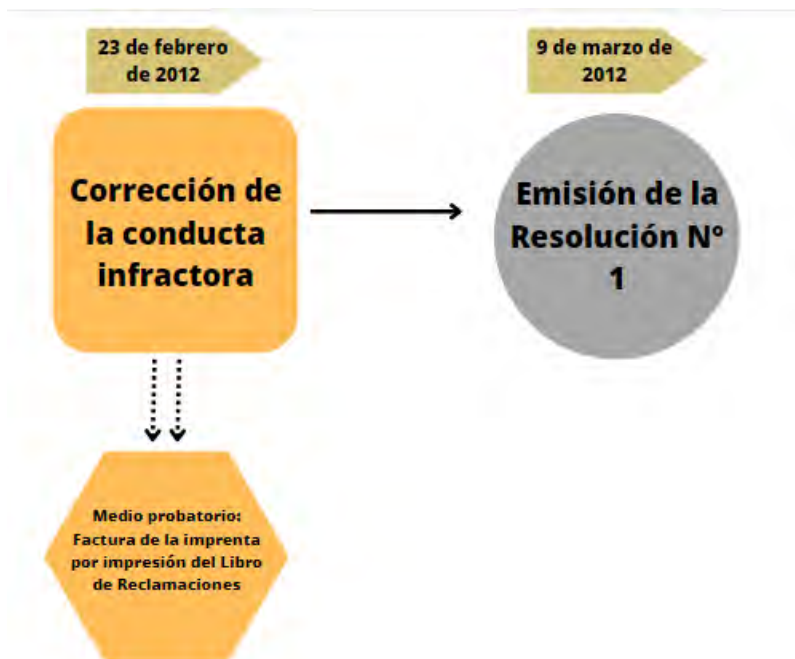 23 de febrero
de 2012
9 de marzo de
2012
Corrección de
la conducta
infractora
Emisión de la
Resolución N°
1
Medio probatorio:
Factura de la imprenta
por impresión del Libro
de Reclamaciones